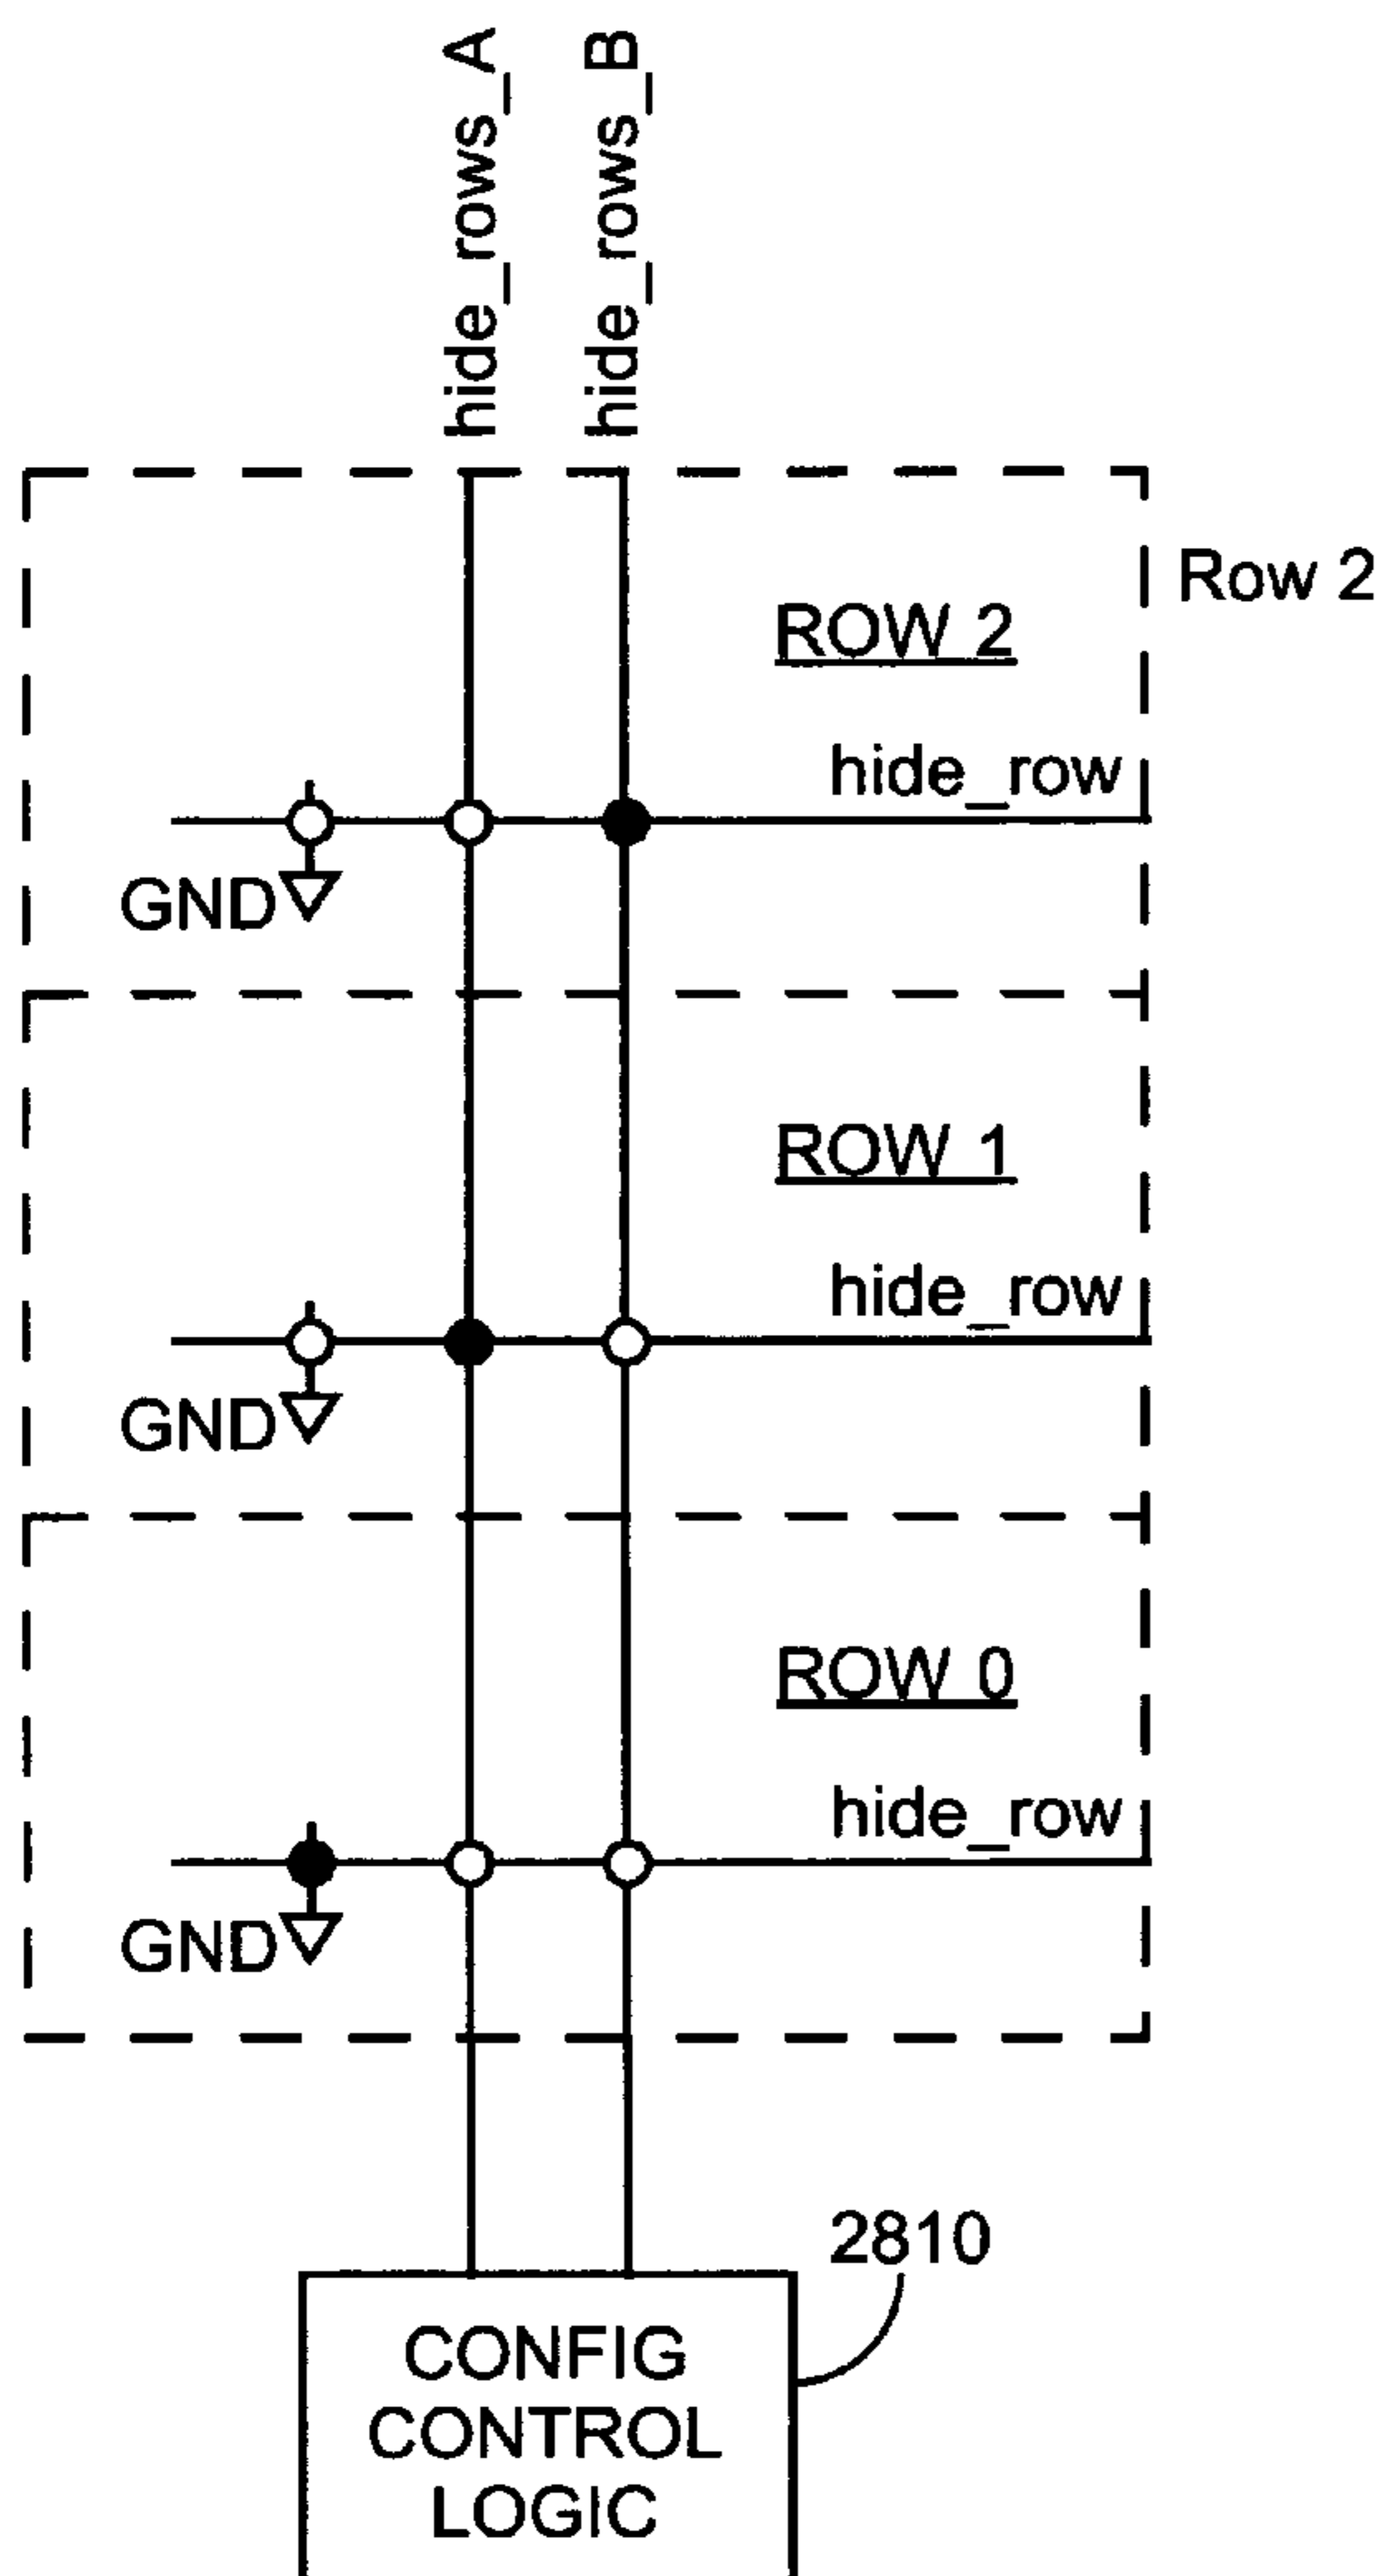 hide_rows_A
hide_rows_B
Row 2
ROW 2
hide_row
GND
ROW 1
hide_row
GND
ROW 0
hide_row
GND
2810
CONFIG
CONTROL
LOGIC